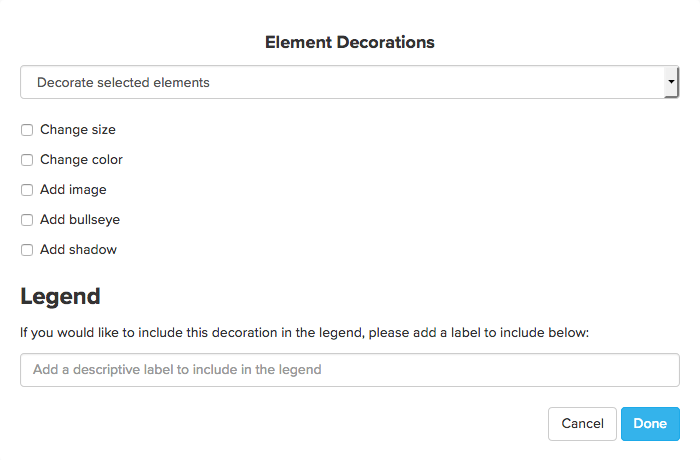 Element Decorations
Decorate selected elements
Change size
Change color
Add image
Add bullseye
Add shadow
Legend
If you would like to include this decoration in the legend, please add a label to include below:
Add a descriptive label to include in the legend
Cancel Done